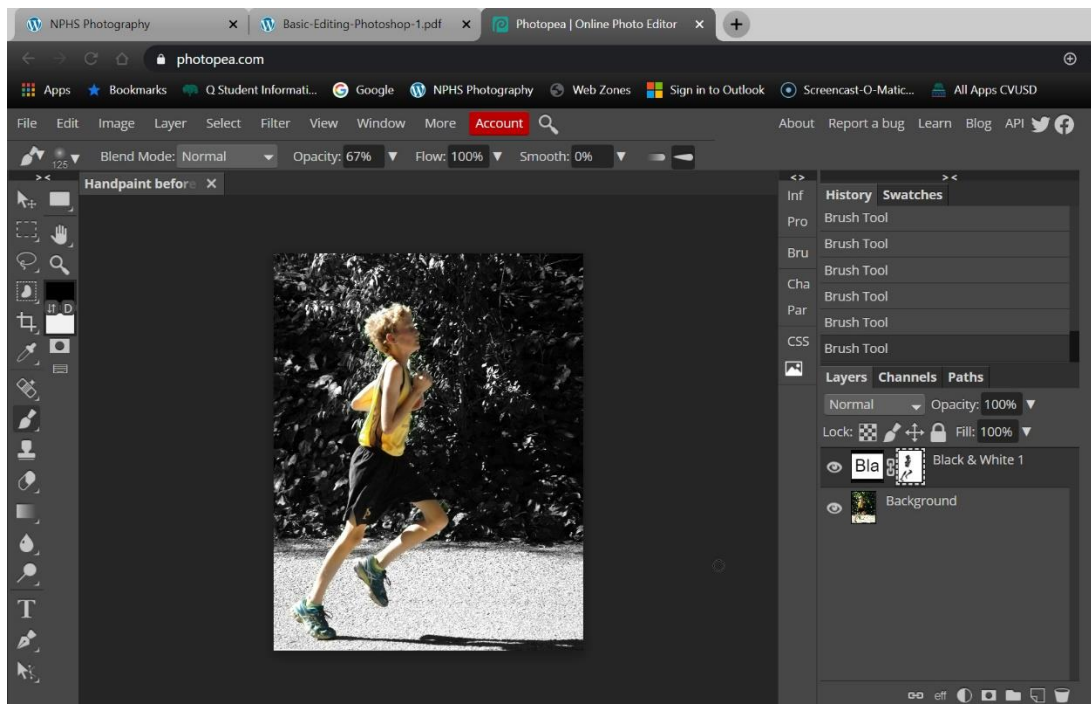 NPHS Photography × Basic-Editing-Photoshop-1.pdf × Photopea | Online Photo Editor × +
photopea.com
Apps Bookmarks Q Student Informati... Google NPHS Photography Web Zones Sign in to Outlook Screencast-O-Matic... All Apps CVUSD
File Edit Image Layer Select Filter View Window More Account About Report a bug Learn Blog API
125 Blend Mode: Normal Opacity: 67% Flow: 100% Smooth: 0%
> < < > > <
Handpaint before × Inf History Swatches
Pro Brush Tool
Bru Brush Tool
Brush Tool
Cha
Par Brush Tool
D
Brush Tool
CSS Brush Tool
Layers Channels Paths
Normal Opacity: 100%
Lock: Fill: 100%
Bla Black & White 1
Background
T
eff